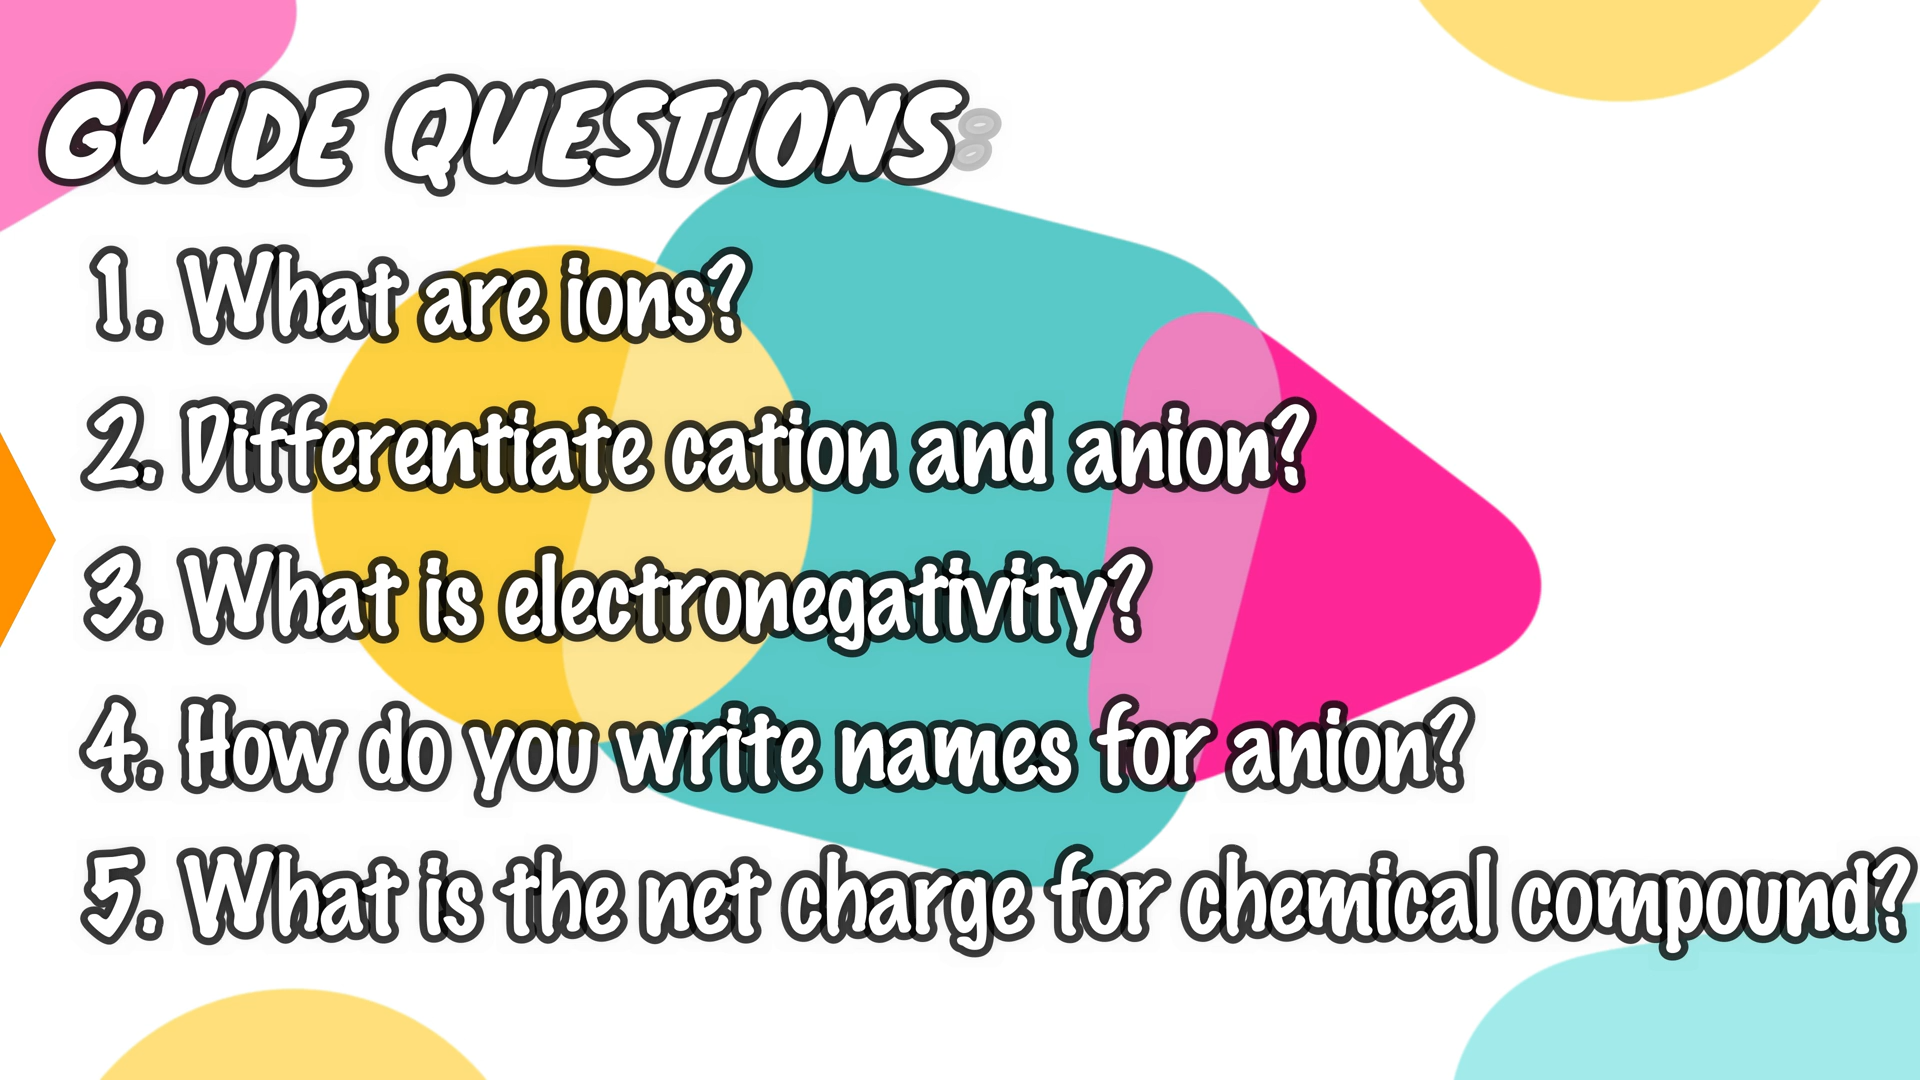 GUIDE QUESTIONS:
1. What are ions?
2. Differentiate cation and anion?
3. What is electronegativity?
4. How do you write names for anion?
5. What is the net charge for chemical compound?